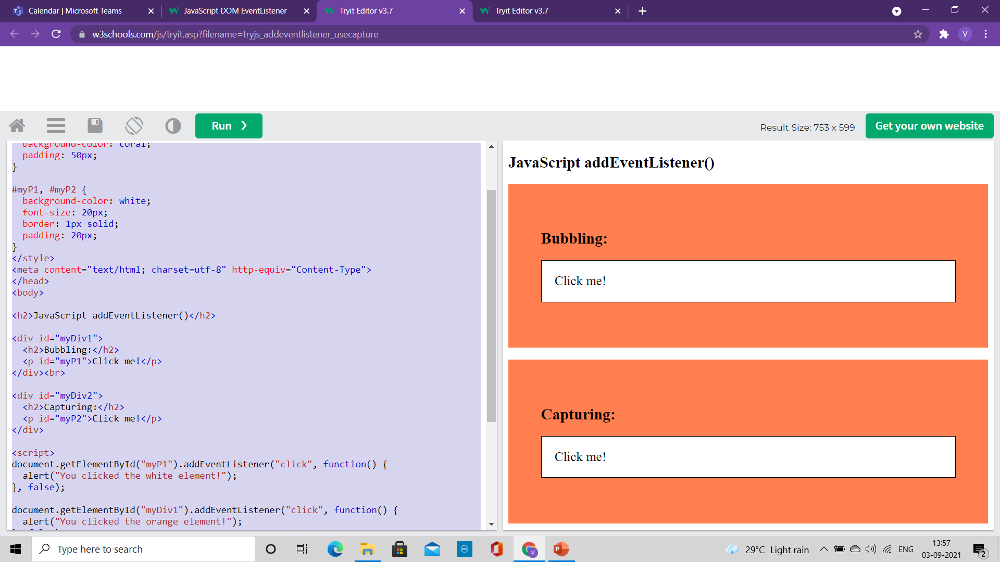 Calendar | Microsoft Teams
JavaScript DOM EventListener
Tryit Editor v3.7
Tryit Editor v3.7
w3schools.com/js/tryit.asp?filename=tryjs_addeventlistener_usecapture
V
Run ❯
Result Size: 753 x 599
Get your own website
background-color: coral;
padding: 50px;
}
#myP1, #myP2 {
background-color: white;
font-size: 20px;
border: 1px solid;
padding: 20px;
}
</style>
<meta content="text/html; charset=utf-8" http-equiv="Content-Type">
</head>
<body>
<h2>JavaScript addEventListener()</h2>
<div id="myDiv1">
<h2>Bubbling:</h2>
<p id="myP1">Click me!</p>
</div><br>
<div id="myDiv2">
<h2>Capturing:</h2>
<p id="myP2">Click me!</p>
</div>
<script>
document.getElementById("myP1").addEventListener("click", function() {
alert("You clicked the white element!");
}, false);
document.getElementById("myDiv1").addEventListener("click", function() {
alert("You clicked the orange element!");
JavaScript addEventListener()
Bubbling:
Click me!
Capturing:
Click me!
Type here to search
29°C Light rain
ENG
13:57
03-09-2021
2